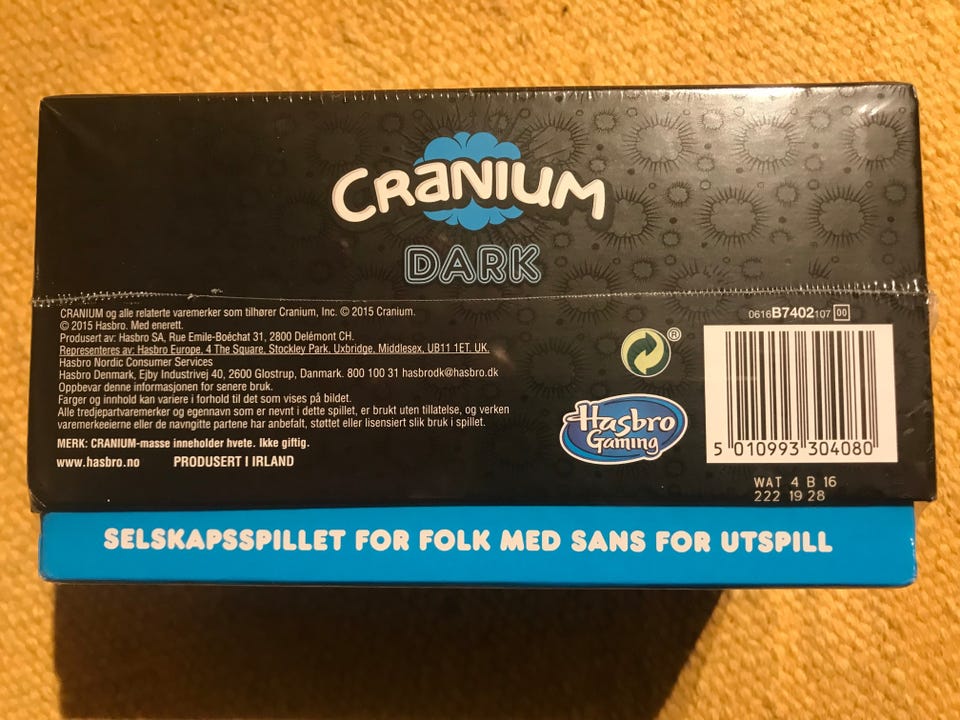 CRANIUM
DARK
CRANIUM og alle relaterte varemerker som tilhører Cranium, Inc. © 2015 Cranium.
© 2015 Hasbro. Med enerett.
Produsert av: Hasbro SA, Rue Emile-Boéchat 31, 2800 Delémont CH.
Representeres av: Hasbro Europe, 4 The Square, Stockley Park, Uxbridge, Middlesex, UB11 1ET. UK.
Hasbro Nordic Consumer Services
Hasbro Denmark, Ejby Industrivej 40, 2600 Glostrup, Danmark. 800 100 31 hasbrodk@hasbro.dk
Oppbevar denne informasjonen for senere bruk.
Farger og innhold kan variere i forhold til det som vises på bildet.
Alle tredjepartvaremerker og egennavn som er nevnt i dette spillet, er brukt uten tillatelse, og verken
varemerkeeierne eller de navngitte partene har anbefalt, støttet eller lisensiert slik bruk i spillet.
MERK: CRANIUM-masse inneholder hvete. Ikke giftig.
www.hasbro.no PRODUSERT I IRLAND
0616B7402107 00
®
Hasbro
Gaming
5 010993 304080
WAT 4 B 16
222 19 28
SELSKAPSSPILLET FOR FOLK MED SANS FOR UTSPILL